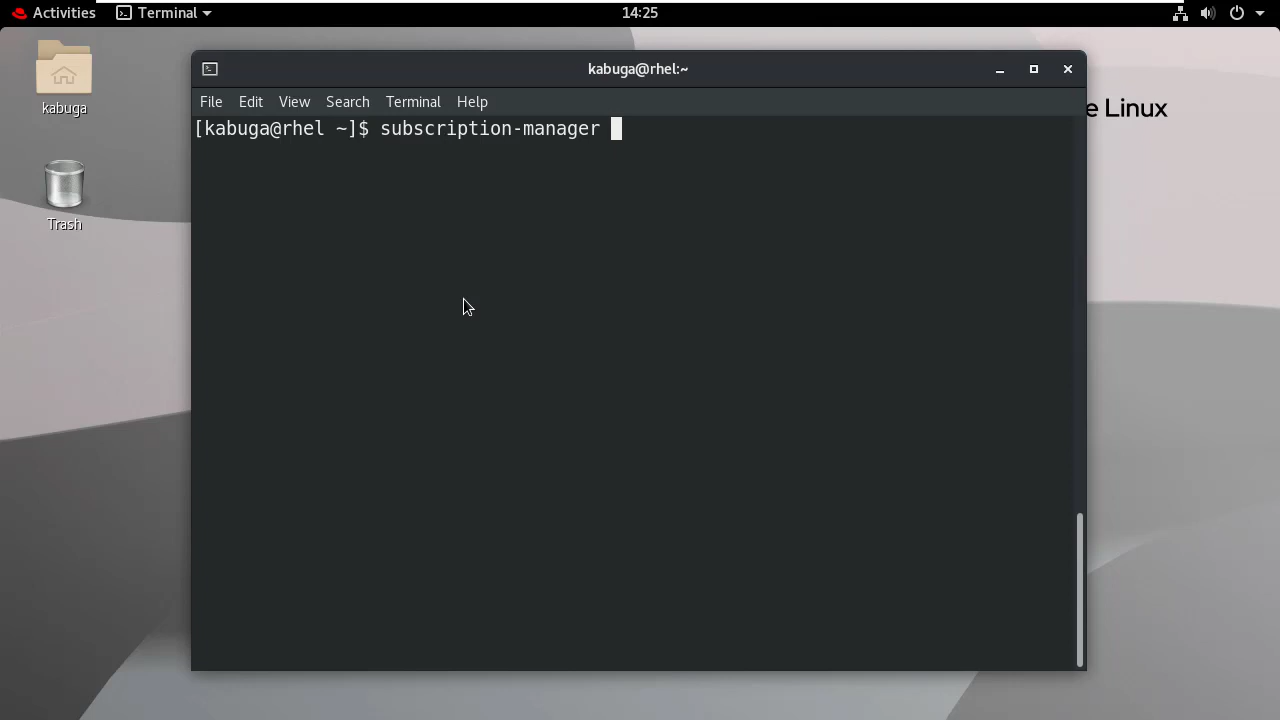 Activities Terminal 14:25
kabuga
Trash
kabuga@rhel:~
File Edit View Search Terminal Help
[kabuga@rhel ~]$ subscription-manager
e Linux